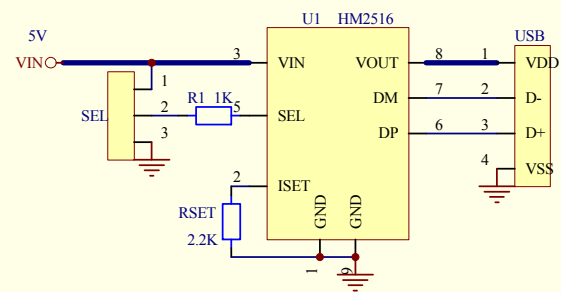 U1 HM2516
5V
USB
VIN
3
VIN
VOUT
8
1
VDD
1
R1 1K
DM
7
2
D-
SEL
2
5
SEL
DP
6
3
D+
3
4
VSS
2
ISET
RSET
2.2K
GND
GND
1
9